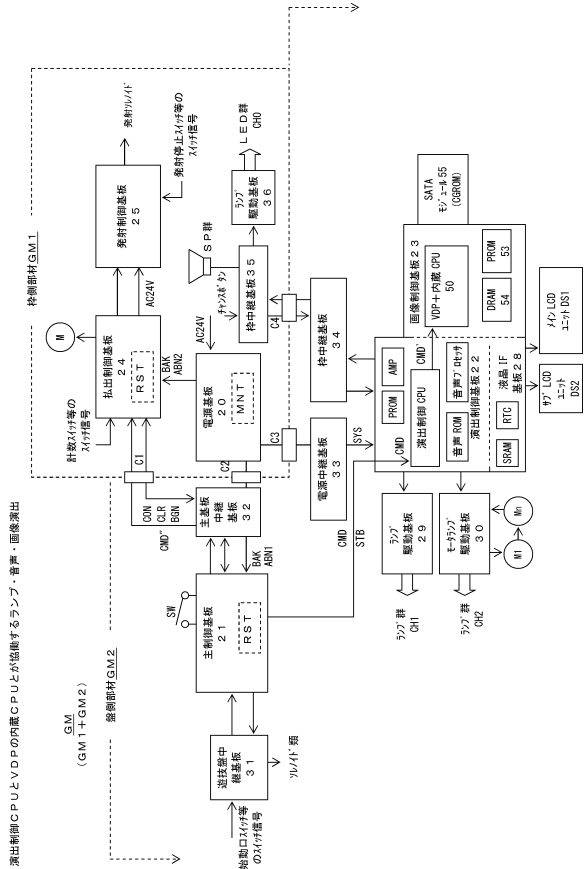 演出制御CPUとVDPの内蔵CPUとが協働するランプ・音声・画像演出
GM
(GM1+GM2)
枠側部材GM1
盤側部材GM2
発射ソレノイド
発射制御基板
25
発射停止スイッチ等の
スイッチ信号
AC24V
M
払出制御基板
24
RST
計数スイッチ等の
スイッチ信号
BAK
ABN2
C1
CON
CLR
BGN
CMD"
AC24V
電源基板
20
MNT
C2
C3
LED群
CH0
ランプ
駆動基板
36
SP群
チャンスボタン
枠中継基板35
C4
主基板
中継
基板
32
BAK
ABN1
SW
主制御基板
21
RST
遊技盤中
継基板
31
ソレノイド類
始動口スイッチ等
のスイッチ信号
電源中継基板
33
SYS
枠中継基板
34
CMD
STB
SATA
モジュール55
(CGROM)
画像制御基板23
VDP+内蔵CPU
50
PROM
53
DRAM
54
CMD'
AMP
PROM
演出制御CPU
CMD
音声プロセッサ
音声ROM
演出制御基板22
液晶IF
基板28
RTC
SRAM
メインLCD
ユニットDS1
サブLCD
ユニット
DS2
ランプ
駆動基板
29
ランプ群
CH1
モータランプ
駆動基板
30
ランプ群
CH2
M1
Mn